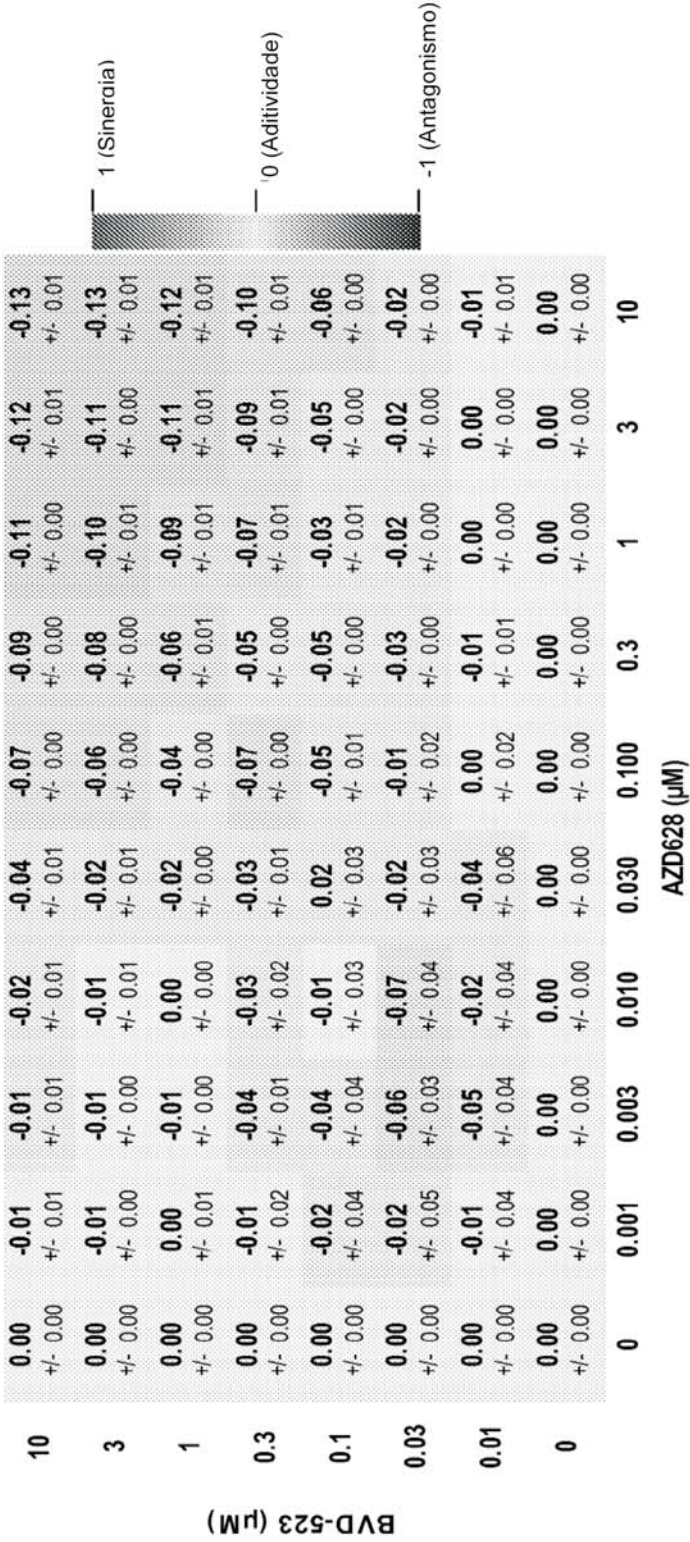 BVD-523 (µM)
10 0.00 -0.01 -0.01 -0.02 -0.04 -0.07 -0.09 -0.11 -0.12 -0.13
+/- 0.00 +/- 0.01 +/- 0.01 +/- 0.01 +/- 0.01 +/- 0.00 +/- 0.00 +/- 0.00 +/- 0.01 +/- 0.01
3 0.00 -0.01 -0.01 -0.01 -0.02 -0.06 -0.08 -0.10 -0.11 -0.13
+/- 0.00 +/- 0.00 +/- 0.00 +/- 0.01 +/- 0.01 +/- 0.00 +/- 0.00 +/- 0.01 +/- 0.00 +/- 0.01
1 0.00 0.00 -0.01 0.00 -0.02 -0.04 -0.06 -0.09 -0.11 -0.12
+/- 0.00 +/- 0.01 +/- 0.00 +/- 0.00 +/- 0.00 +/- 0.00 +/- 0.01 +/- 0.01 +/- 0.01 +/- 0.01
0.3 0.00 -0.01 -0.04 -0.03 -0.03 -0.07 -0.05 -0.07 -0.09 -0.10
+/- 0.00 +/- 0.02 +/- 0.01 +/- 0.02 +/- 0.01 +/- 0.00 +/- 0.00 +/- 0.01 +/- 0.01 +/- 0.01
0.1 0.00 -0.02 -0.04 -0.01 0.02 -0.05 -0.05 -0.03 -0.05 -0.06
+/- 0.00 +/- 0.04 +/- 0.04 +/- 0.03 +/- 0.03 +/- 0.01 +/- 0.00 +/- 0.01 +/- 0.00 +/- 0.00
0.03 0.00 -0.02 -0.06 -0.07 -0.02 -0.01 -0.03 -0.02 -0.02 -0.02
+/- 0.00 +/- 0.05 +/- 0.03 +/- 0.04 +/- 0.03 +/- 0.02 +/- 0.00 +/- 0.00 +/- 0.00 +/- 0.00
0.01 0.00 -0.01 -0.05 -0.02 -0.04 0.00 -0.01 0.00 0.00 -0.01
+/- 0.00 +/- 0.04 +/- 0.04 +/- 0.04 +/- 0.06 +/- 0.02 +/- 0.01 +/- 0.00 +/- 0.00 +/- 0.01
0 0.00 0.00 0.00 0.00 0.00 0.00 0.00 0.00 0.00 0.00
+/- 0.00 +/- 0.00 +/- 0.00 +/- 0.00 +/- 0.00 +/- 0.00 +/- 0.00 +/- 0.00 +/- 0.00 +/- 0.00
0 0.001 0.003 0.010 0.030 0.100 0.3 1 3 10
AZD628 (µM)
1 (Sinergia)
0 (Aditividade)
-1 (Antagonismo)